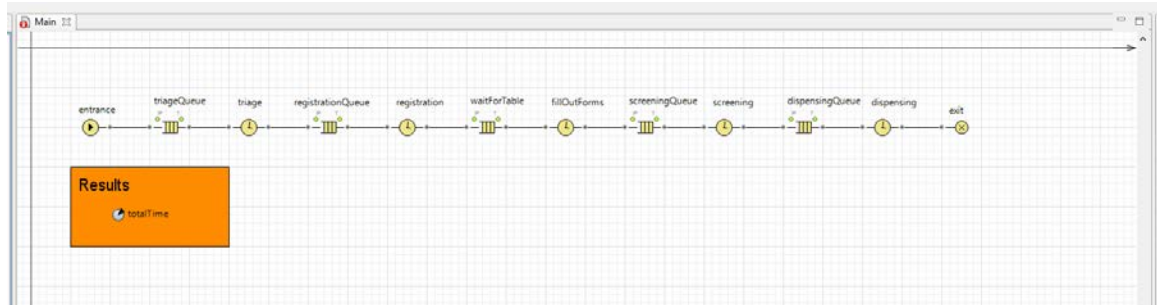 Main
entrance
triageQueue
triage
registrationQueue
registration
waitForTable
fillOutForms
screeningQueue
screening
dispensingQueue
dispensing
exit
Results
totalTime